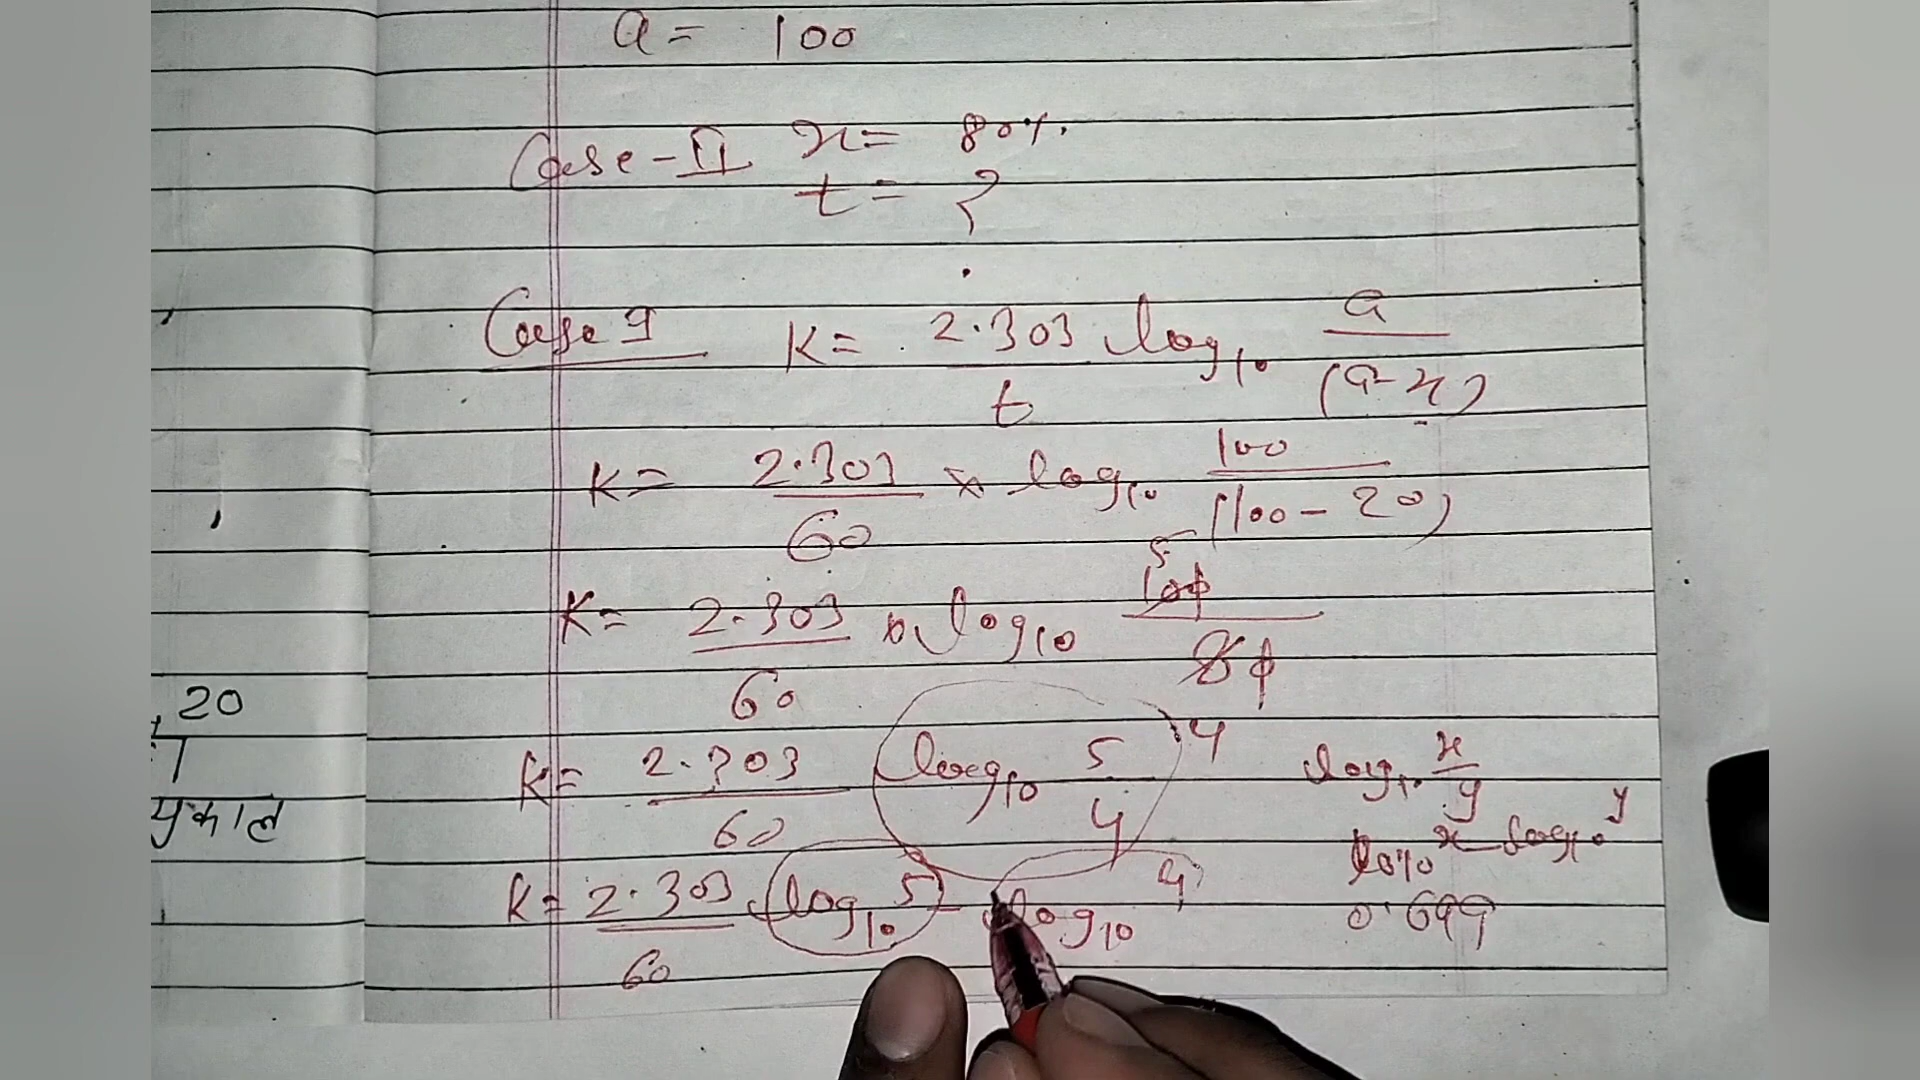 a = 100
Case - II x = 80%.
t = ?
Case I K = 2.303 log10 a
t (a-x)
K = 2.303 x log10 100
60 (100 - 20)
5
K = 2.303 x log10 100
60 80
4
K = 2.303 log10 5
60 4
K = 2.303 log10 5 - log10 4
60
log10 x
y
log10 x - log10 y
0.699
20